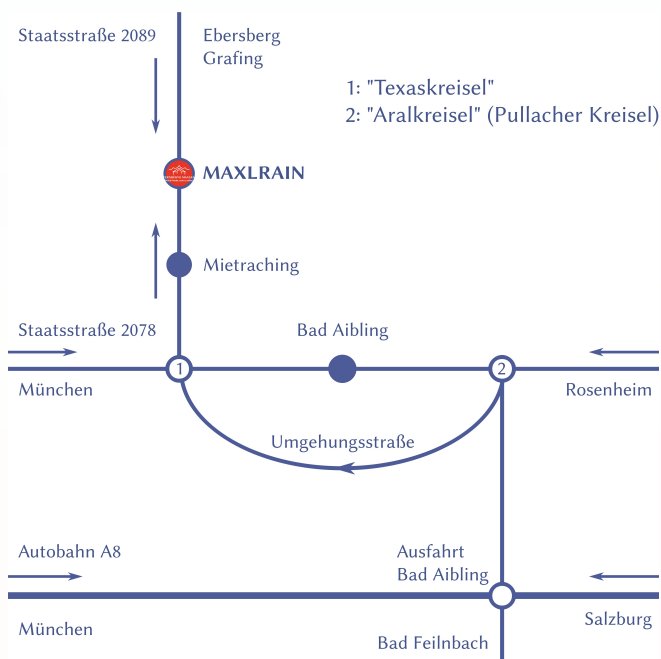 Staatsstraße 2089
Ebersberg
Grafing
1: "Texaskreisel"
2: "Aralkreisel" (Pullacher Kreisel)
MAXLRAIN
Mietraching
Staatsstraße 2078
Bad Aibling
1
2
München
Rosenheim
Umgehungsstraße
Autobahn A8
Ausfahrt
Bad Aibling
München
Salzburg
Bad Feilnbach